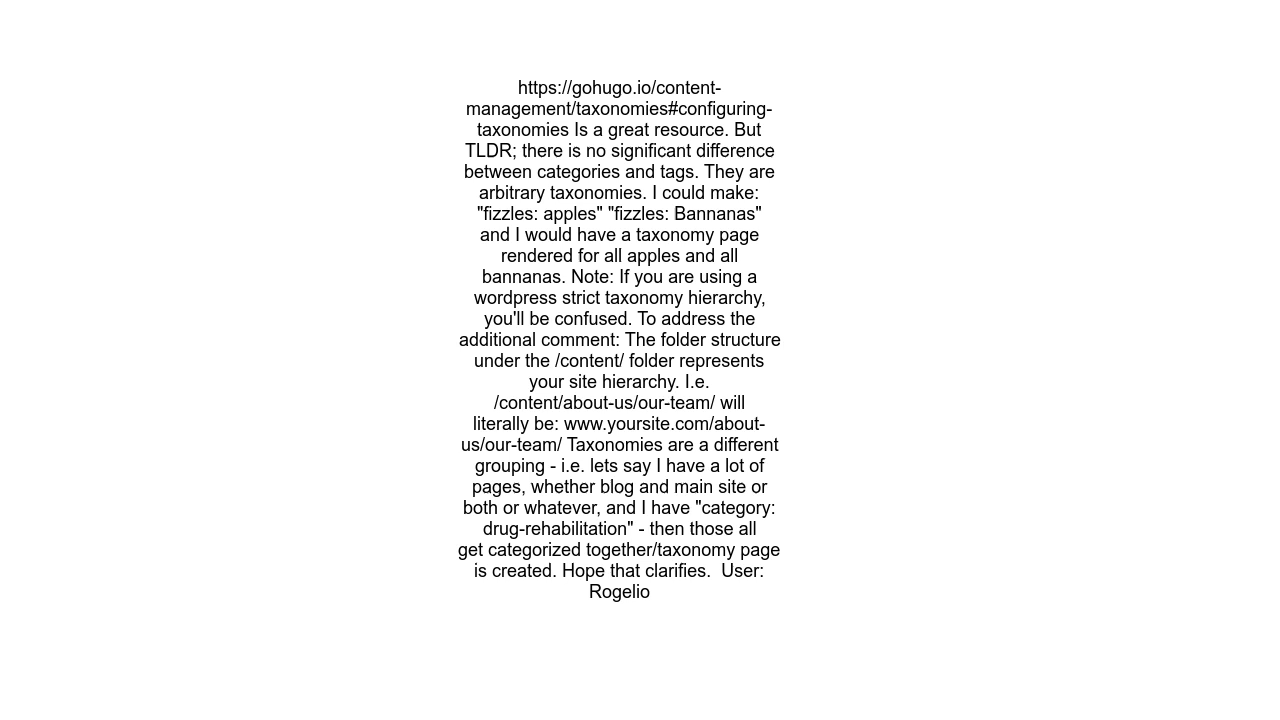 https://gohugo.io/content-
management/taxonomies#configuring-
taxonomies Is a great resource. But
TLDR; there is no significant difference
between categories and tags. They are
arbitrary taxonomies. I could make:
"fizzles: apples" "fizzles: Bannanas"
and I would have a taxonomy page
rendered for all apples and all
bannanas. Note: If you are using a
wordpress strict taxonomy hierarchy,
you'll be confused. To address the
additional comment: The folder structure
under the /content/ folder represents
your site hierarchy. I.e.
/content/about-us/our-team/ will
literally be: www.yoursite.com/about-
us/our-team/ Taxonomies are a different
grouping - i.e. lets say I have a lot of
pages, whether blog and main site or
both or whatever, and I have "category:
drug-rehabilitation" - then those all
get categorized together/taxonomy page
is created. Hope that clarifies.  User:
Rogelio